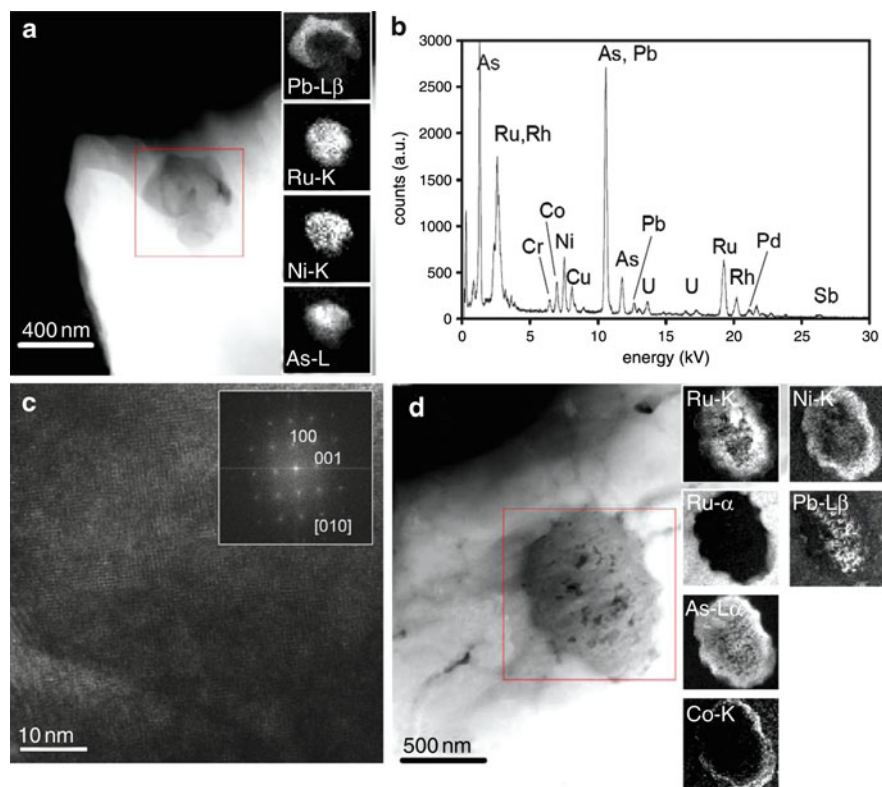 a
Pb-Lβ
Ru-K
Ni-K
As-L
400 nm
b
3000
2500
2000
1500
1000
500
0
counts (a.u.)
As
Ru,Rh
Co
Cr
Ni
Cu
As, Pb
As
Pb
U
U
Ru
Rh
Pd
Sb
0 5 10 15 20 25 30
energy (kV)
c
100
001
[010]
10 nm
d
Ru-K
Ni-K
Ru-α
Pb-Lβ
As-Lα
Co-K
500 nm